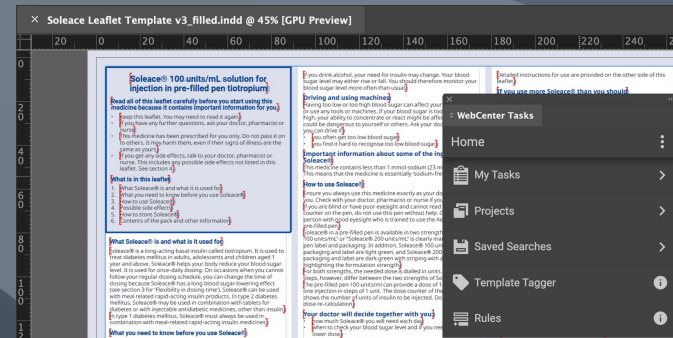 × Soleace Leaflet Template v3_filled.indd @ 45% [GPU Preview]
20 0 20 40 60 80 100 120 140 160 180 200 220 240
0
20
40
60
80
100
12
Soleace® 100 units/mL solution for
injection in pre-filled pen tiotropium
Read all of this leaflet carefully before you start using this
medicine because it contains important information for you.
• Keep this leaflet. You may need to read it again.
• If you have any further questions, ask your doctor, pharmacist or
nurse.
• This medicine has been prescribed for you only. Do not pass it on
to others. It may harm them, even if their signs of illness are the
same as yours.
• If you get any side effects, talk to your doctor, pharmacist or
nurse. This includes any possible side effects not listed in this
leaflet. See section 4.
What is in this leaflet:
1. What Soleace® is and what it is used for
2. What you need to know before you use Soleace®
3. How to use Soleace®
4. Possible side effects
5. How to store Soleace®
6. Contents of the pack and other information
What Soleace® is and what it is used for
Soleace® is a long-acting basal insulin called tiotropium. It is used to
treat diabetes mellitus in adults, adolescents and children aged 1
year and above. Soleace® helps your body reduce your blood sugar
level. It is used for once-daily dosing. On occasions when you cannot
follow your regular dosing schedule, you can change the time of
dosing because Soleace® has a long blood sugar-lowering effect
(see section 3 for 'Flexibility in dosing time'). Soleace® can be used
with meal related rapid-acting insulin products. In type 2 diabetes
mellitus, Soleace® may be used in combination with tablets for
diabetes or with injectable antidiabetic medicines, other than insulin.
In type 1 diabetes mellitus, Soleace® must always be used in
combination with meal-related rapid-acting insulin medicines.
What you need to know before you use Soleace®
If you drink alcohol, your need for insulin may change. Your blood
sugar level may either rise or fall. You should therefore monitor your
blood sugar level more often than usual.
Driving and using machines
Having too low or too high blood sugar can affect your
or use any tools or machines. If your blood sugar is too
high, your ability to concentrate or react might be affec
could be dangerous to yourself or others. Ask your doc
you can drive if:
• you often get too low blood sugar
• you find it hard to recognise too low blood sugar.
Important information about some of the ing
Soleace®
This medicine contains less than 1 mmol sodium (23 m
This means that the medicine is essentially 'sodium-fre
How to use Soleace®
Ensure you always use this medicine exactly as your do
you. Check with your doctor, pharmacist or nurse if you
If you are blind or have poor eyesight and cannot read
counter on the pen, do not use this pen without help. G
person with good eyesight who is trained to use the Ae
pre-filled pen.
Soleace® in a pre-filled pen is available in two strength
100 units/mL" or "Soleace® 200 units/mL" is clearly mar
pen label and packaging. In addition, Soleace® 100 uni
packaging and label are light green, and Soleace® 200
packaging and label are dark green with striping with a
highlighting the formulation strength.
For both strengths, the needed dose is dialled in units.
steps, however, differ between the two strengths of So
The pre-filled pen 100 units/ml can provide a dose of 1
one injection in steps of 1 unit. The dose counter of the
shows the number of units to be injected. Do
dose re-calculation.
Your doctor will decide together with you:
• how much Soleace® you will need each day
• when to check your blood sugar level and if you nee
lower dose.
Detailed instructions for use are provided on the other side of this
leaflet.
If you use more Soleace® than you should
WebCenter Tasks
Home
My Tasks
Projects
Saved Searches
Template Tagger
Rules